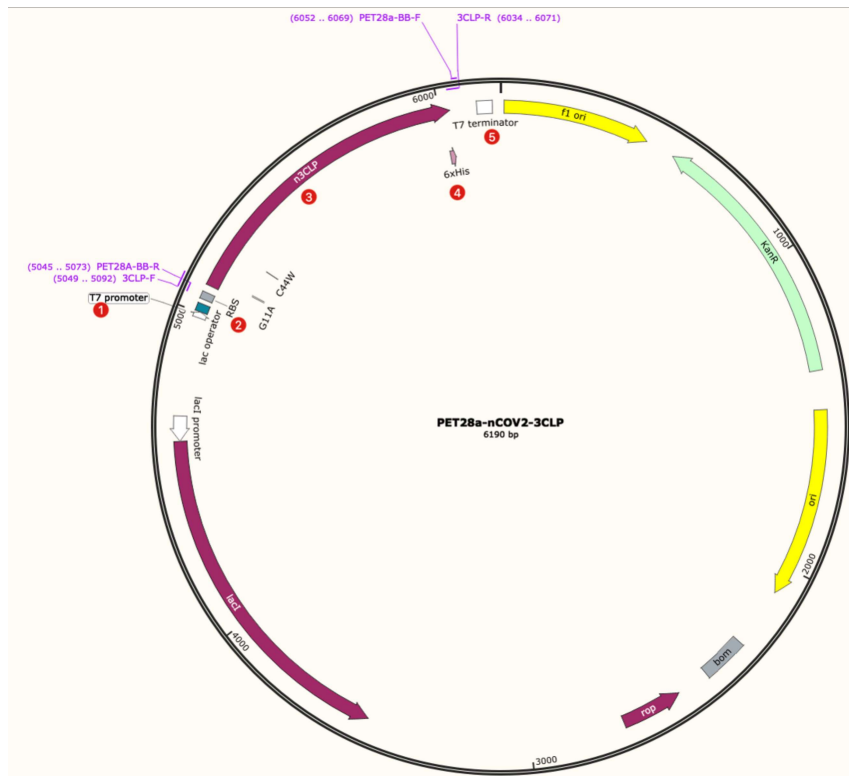 (6052 .. 6069) PET28a-BB-F
3CLP-R (6034 .. 6071)
6000
f1 ori
T7 terminator
5
n3CLP
3
6xHis
4
KanR
1000
(5045 .. 5073) PET28A-BB-R
(5049 .. 5092) 3CLP-F
T7 promoter
1
5000
lac operator
RBS
2
G11A
C44W
lacI promoter
PET28a-nCOV2-3CLP
6190 bp
ori
2000
lacI
4000
bom
rop
3000